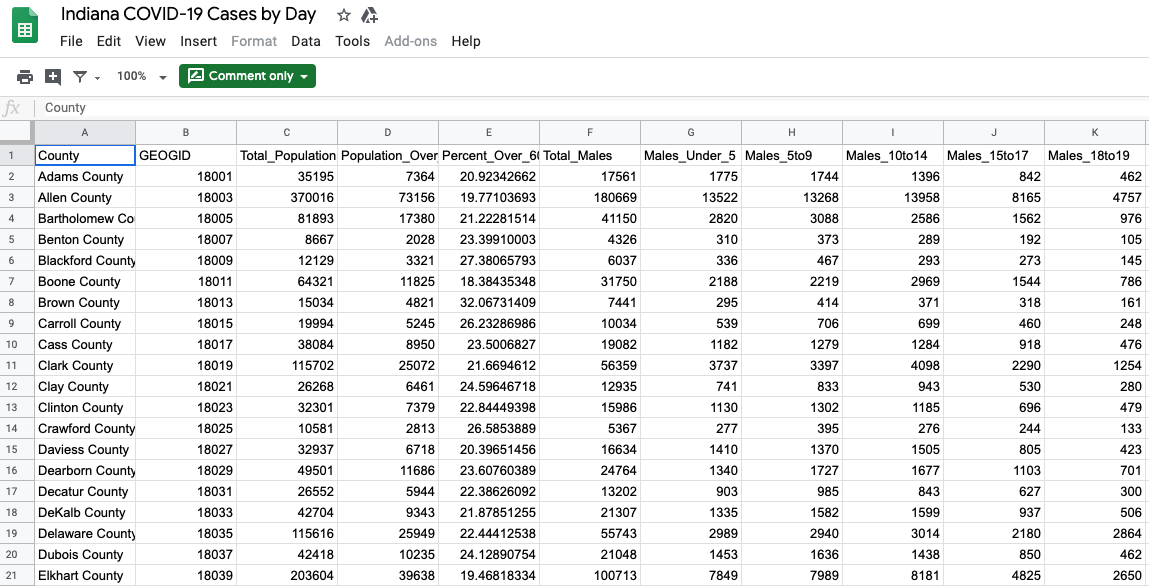 Indiana COVID-19 Cases by Day
File Edit View Insert Format Data Tools Add-ons Help
100% Comment only
fx County
A B C D E F G H I J K
1 County GEOGID Total_Population Population_Over Percent_Over_60 Total_Males Males_Under_5 Males_5to9 Males_10to14 Males_15to17 Males_18to19
2 Adams County 18001 35195 7364 20.92342662 17561 1775 1744 1396 842 462
3 Allen County 18003 370016 73156 19.77103693 180669 13522 13268 13958 8165 4757
4 Bartholomew Co 18005 81893 17380 21.22281514 41150 2820 3088 2586 1562 976
5 Benton County 18007 8667 2028 23.39910003 4326 310 373 289 192 105
6 Blackford County 18009 12129 3321 27.38065793 6037 336 467 293 273 145
7 Boone County 18011 64321 11825 18.38435348 31750 2188 2219 2969 1544 786
8 Brown County 18013 15034 4821 32.06731409 7441 295 414 371 318 161
9 Carroll County 18015 19994 5245 26.23286986 10034 539 706 699 460 248
10 Cass County 18017 38084 8950 23.5006827 19082 1182 1279 1284 918 476
11 Clark County 18019 115702 25072 21.6694612 56359 3737 3397 4098 2290 1254
12 Clay County 18021 26268 6461 24.59646718 12935 741 833 943 530 280
13 Clinton County 18023 32301 7379 22.84449398 15986 1130 1302 1185 696 479
14 Crawford County 18025 10581 2813 26.5853889 5367 277 395 276 244 133
15 Daviess County 18027 32937 6718 20.39651456 16634 1410 1370 1505 805 423
16 Dearborn County 18029 49501 11686 23.60760389 24764 1340 1727 1677 1103 701
17 Decatur County 18031 26552 5944 22.38626092 13202 903 985 843 627 300
18 DeKalb County 18033 42704 9343 21.87851255 21307 1335 1582 1599 937 506
19 Delaware County 18035 115616 25949 22.44412538 55743 2989 2940 3014 2180 2864
20 Dubois County 18037 42418 10235 24.12890754 21048 1453 1636 1438 850 462
21 Elkhart County 18039 203604 39638 19.46818334 100713 7849 7989 8181 4825 2650